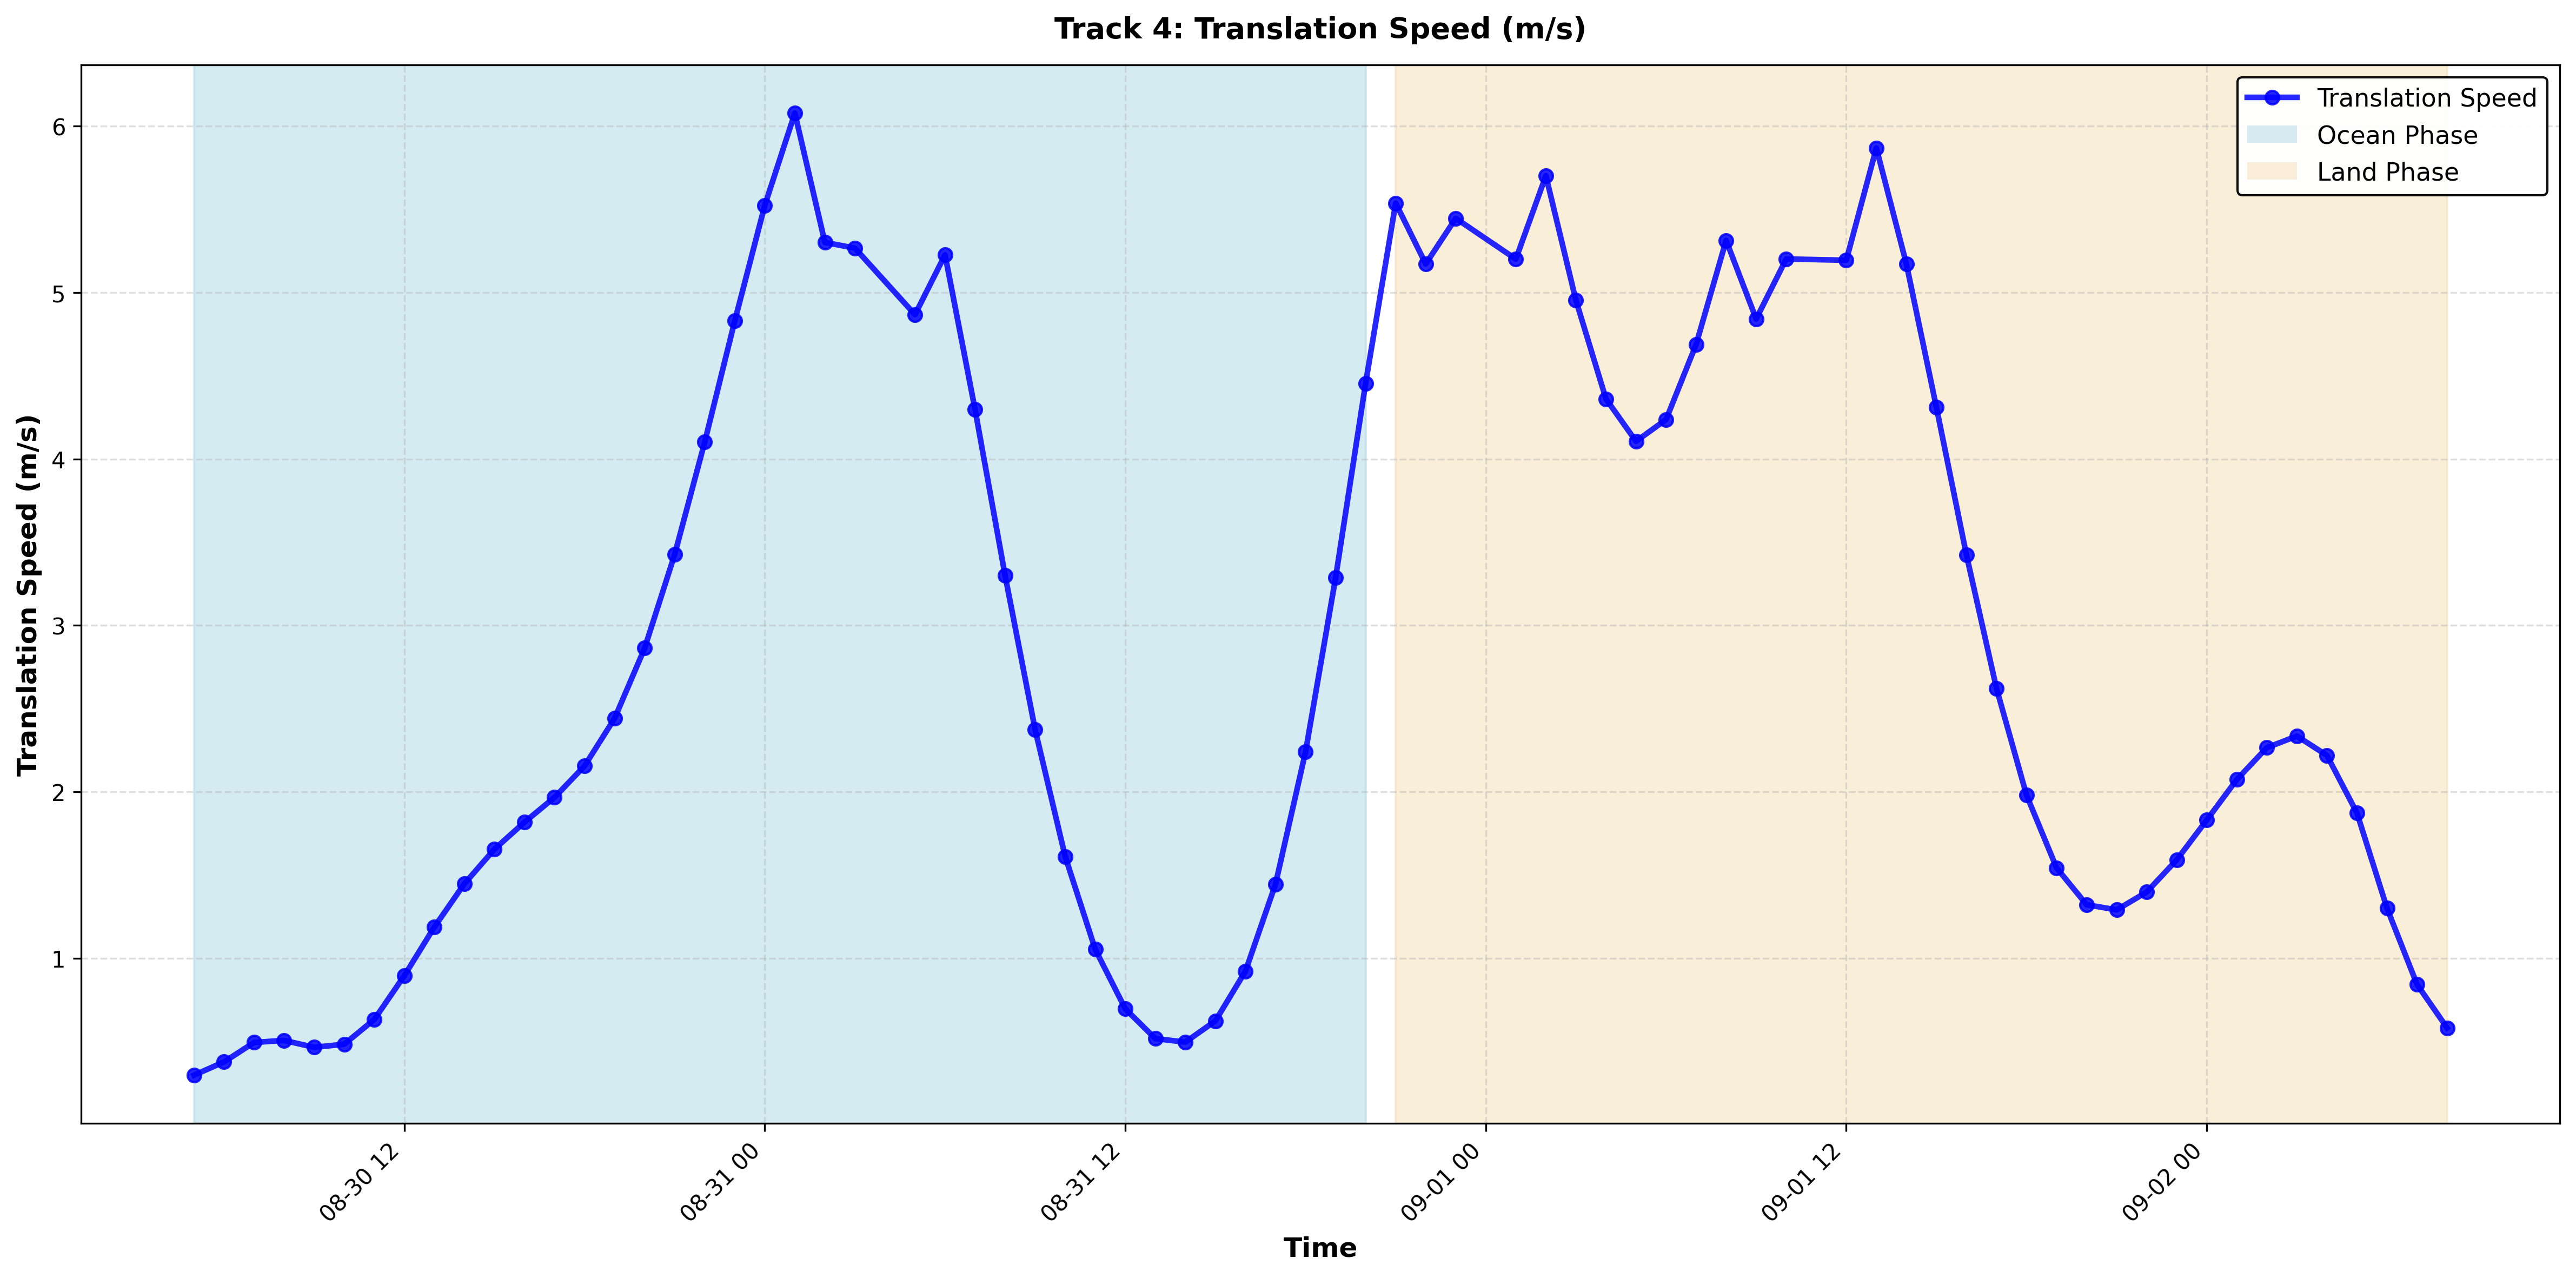 Track 4: Translation Speed (m/s)
Translation Speed
Ocean Phase
Land Phase
Translation Speed (m/s)
6
5
4
3
2
1
08-30 12
08-31 00
08-31 12
09-01 00
09-01 12
09-02 00
Time